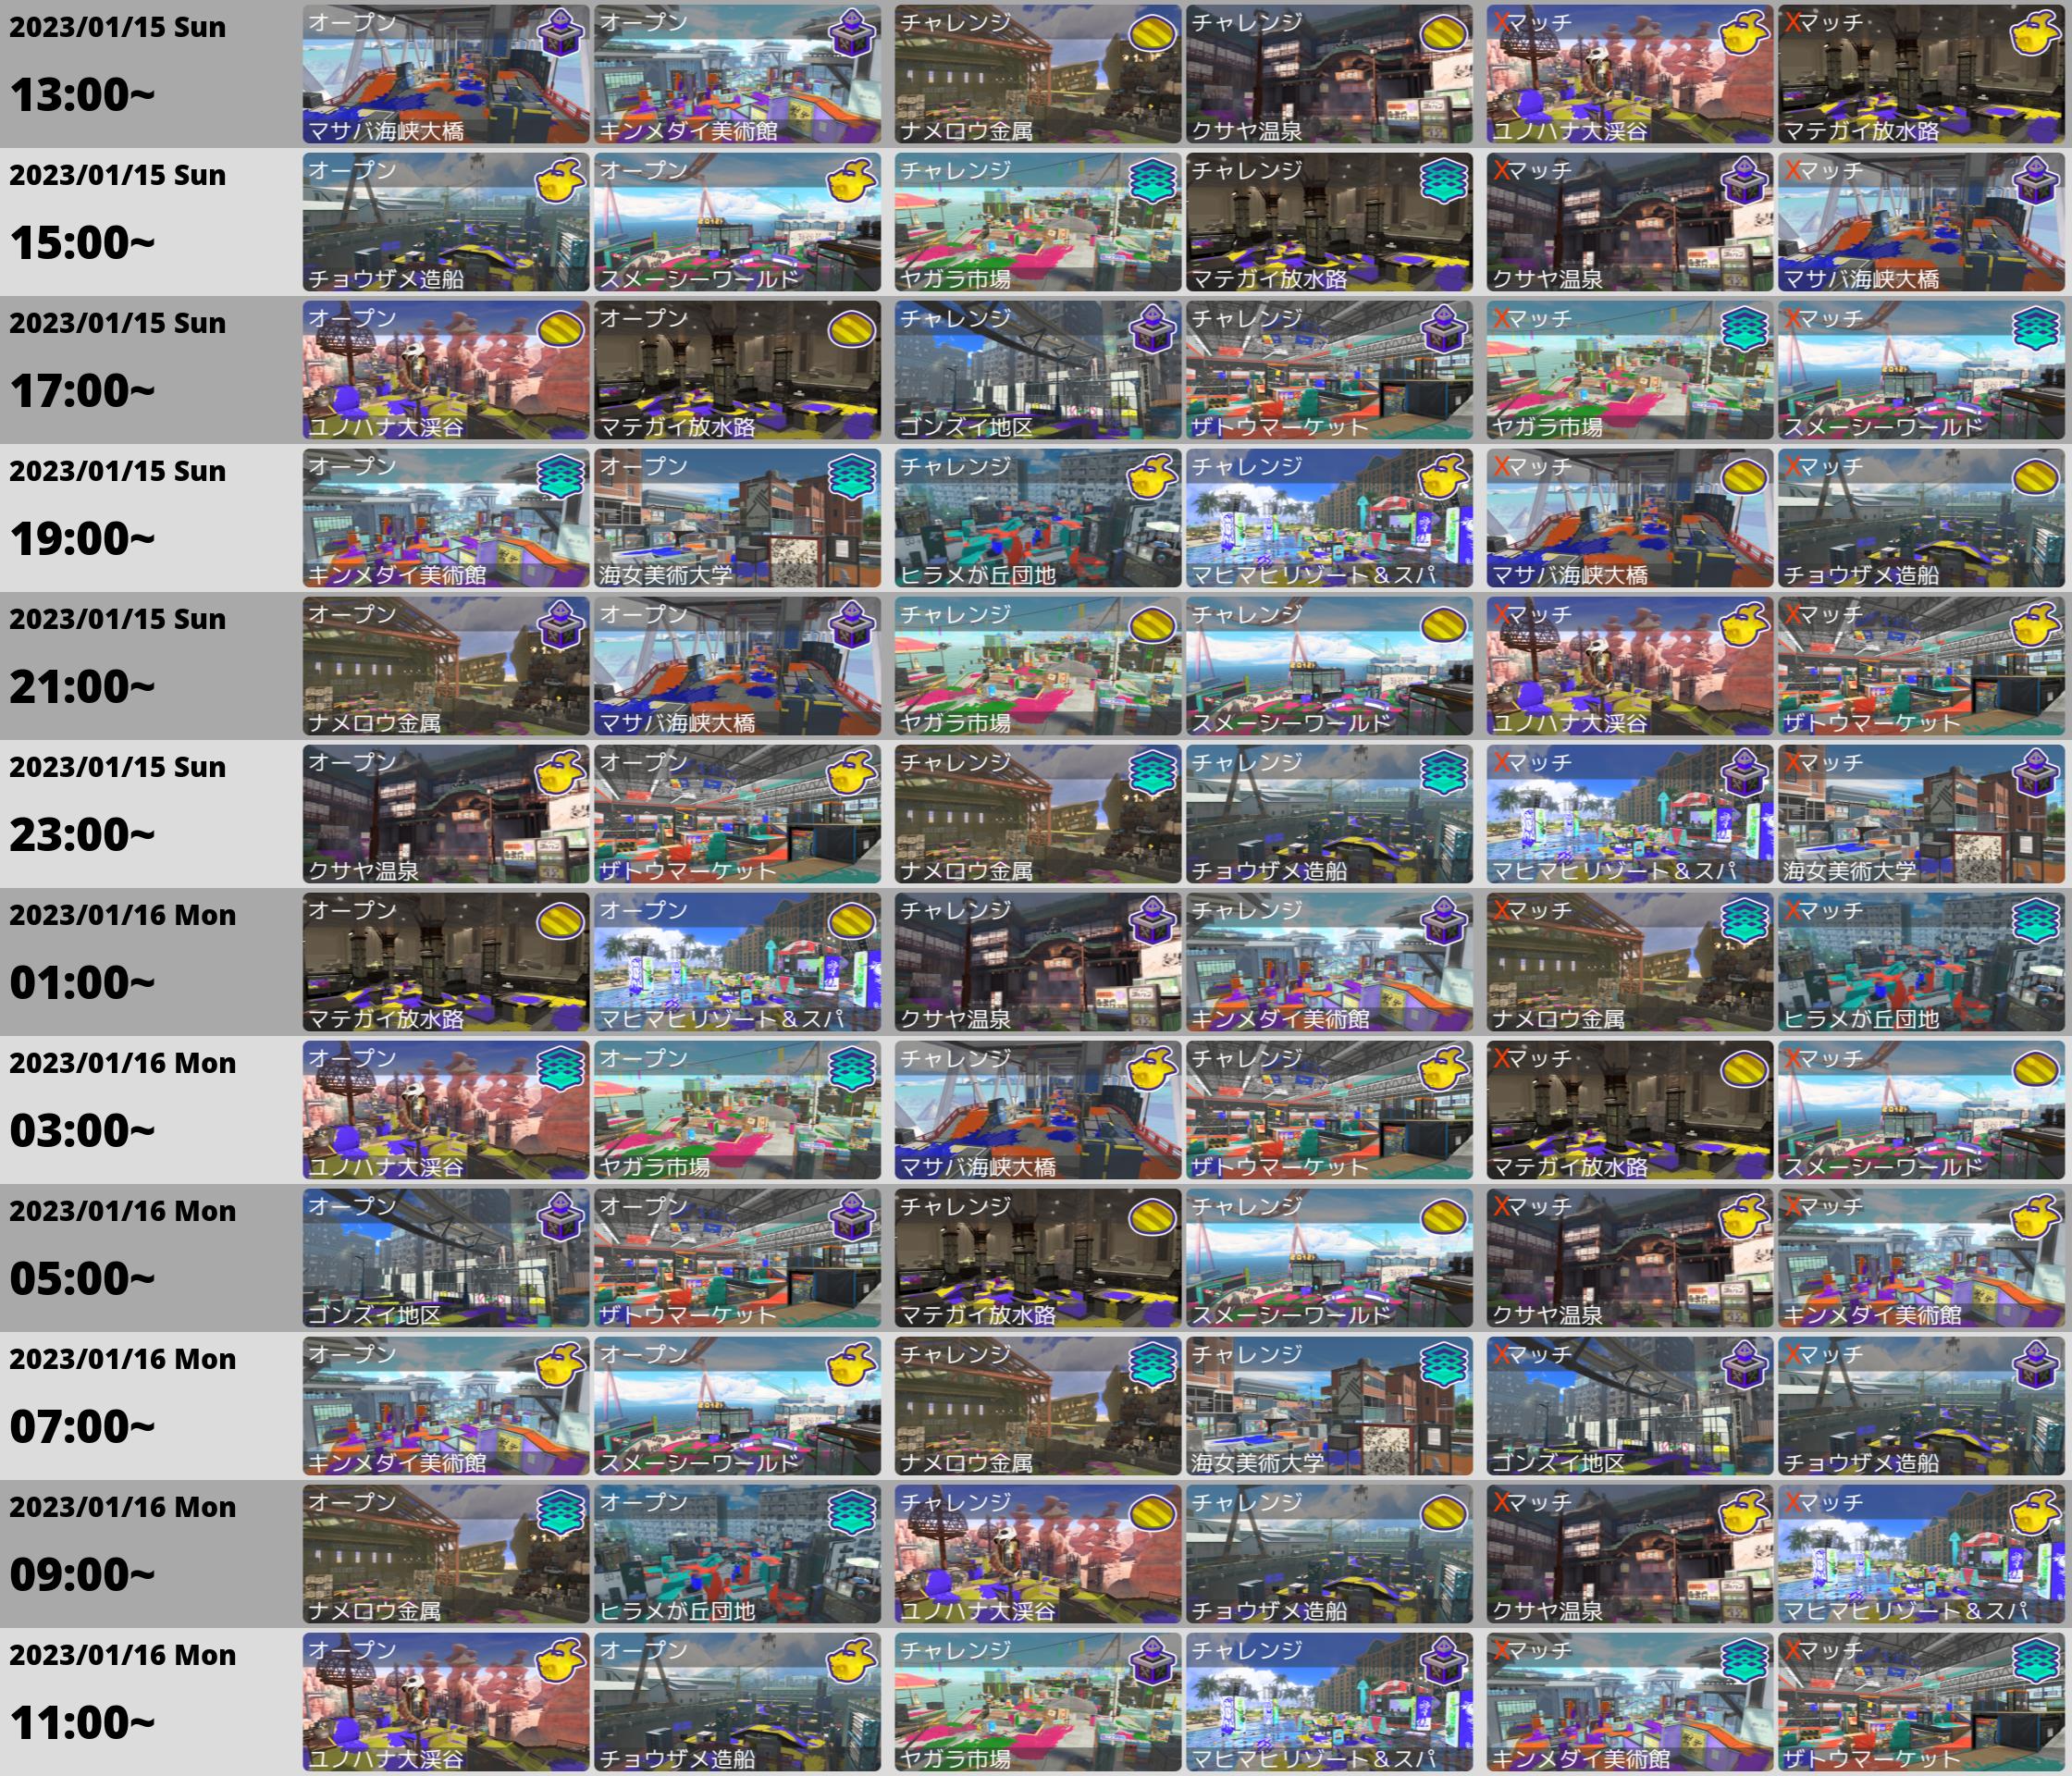 2023/01/15 Sun
13:00~
オープン オープン チャレンジ チャレンジ Xマッチ Xマッチ
マサバ海峡大橋 キンメダイ美術館 ナメロウ金属 クサヤ温泉 ユノハナ大渓谷 マテガイ放水路
2023/01/15 Sun
15:00~
オープン オープン チャレンジ チャレンジ Xマッチ Xマッチ
チョウザメ造船 スメーシーワールド ヤガラ市場 マテガイ放水路 クサヤ温泉 マサバ海峡大橋
2023/01/15 Sun
17:00~
オープン オープン チャレンジ チャレンジ Xマッチ Xマッチ
ユノハナ大渓谷 マテガイ放水路 ゴンズイ地区 ザトウマーケット ヤガラ市場 スメーシーワールド
2023/01/15 Sun
19:00~
オープン オープン チャレンジ チャレンジ Xマッチ Xマッチ
キンメダイ美術館 海女美術大学 ヒラメが丘団地 マヒマヒリゾート＆スパ マサバ海峡大橋 チョウザメ造船
2023/01/15 Sun
21:00~
オープン オープン チャレンジ チャレンジ Xマッチ Xマッチ
ナメロウ金属 マサバ海峡大橋 ヤガラ市場 スメーシーワールド ユノハナ大渓谷 ザトウマーケット
2023/01/15 Sun
23:00~
オープン オープン チャレンジ チャレンジ Xマッチ Xマッチ
クサヤ温泉 ザトウマーケット ナメロウ金属 チョウザメ造船 マヒマヒリゾート＆スパ 海女美術大学
2023/01/16 Mon
01:00~
オープン オープン チャレンジ チャレンジ Xマッチ Xマッチ
マテガイ放水路 マヒマヒリゾート＆スパ クサヤ温泉 キンメダイ美術館 ナメロウ金属 ヒラメが丘団地
2023/01/16 Mon
03:00~
オープン オープン チャレンジ チャレンジ Xマッチ Xマッチ
ユノハナ大渓谷 ヤガラ市場 マサバ海峡大橋 ザトウマーケット マテガイ放水路 スメーシーワールド
2023/01/16 Mon
05:00~
オープン オープン チャレンジ チャレンジ Xマッチ Xマッチ
ゴンズイ地区 ザトウマーケット マテガイ放水路 スメーシーワールド クサヤ温泉 キンメダイ美術館
2023/01/16 Mon
07:00~
オープン オープン チャレンジ チャレンジ Xマッチ Xマッチ
キンメダイ美術館 スメーシーワールド ナメロウ金属 海女美術大学 ゴンズイ地区 チョウザメ造船
2023/01/16 Mon
09:00~
オープン オープン チャレンジ チャレンジ Xマッチ Xマッチ
ナメロウ金属 ヒラメが丘団地 ユノハナ大渓谷 チョウザメ造船 クサヤ温泉 マヒマヒリゾート＆スパ
2023/01/16 Mon
11:00~
オープン オープン チャレンジ チャレンジ Xマッチ Xマッチ
ユノハナ大渓谷 チョウザメ造船 ヤガラ市場 マヒマヒリゾート＆スパ キンメダイ美術館 ザトウマーケット